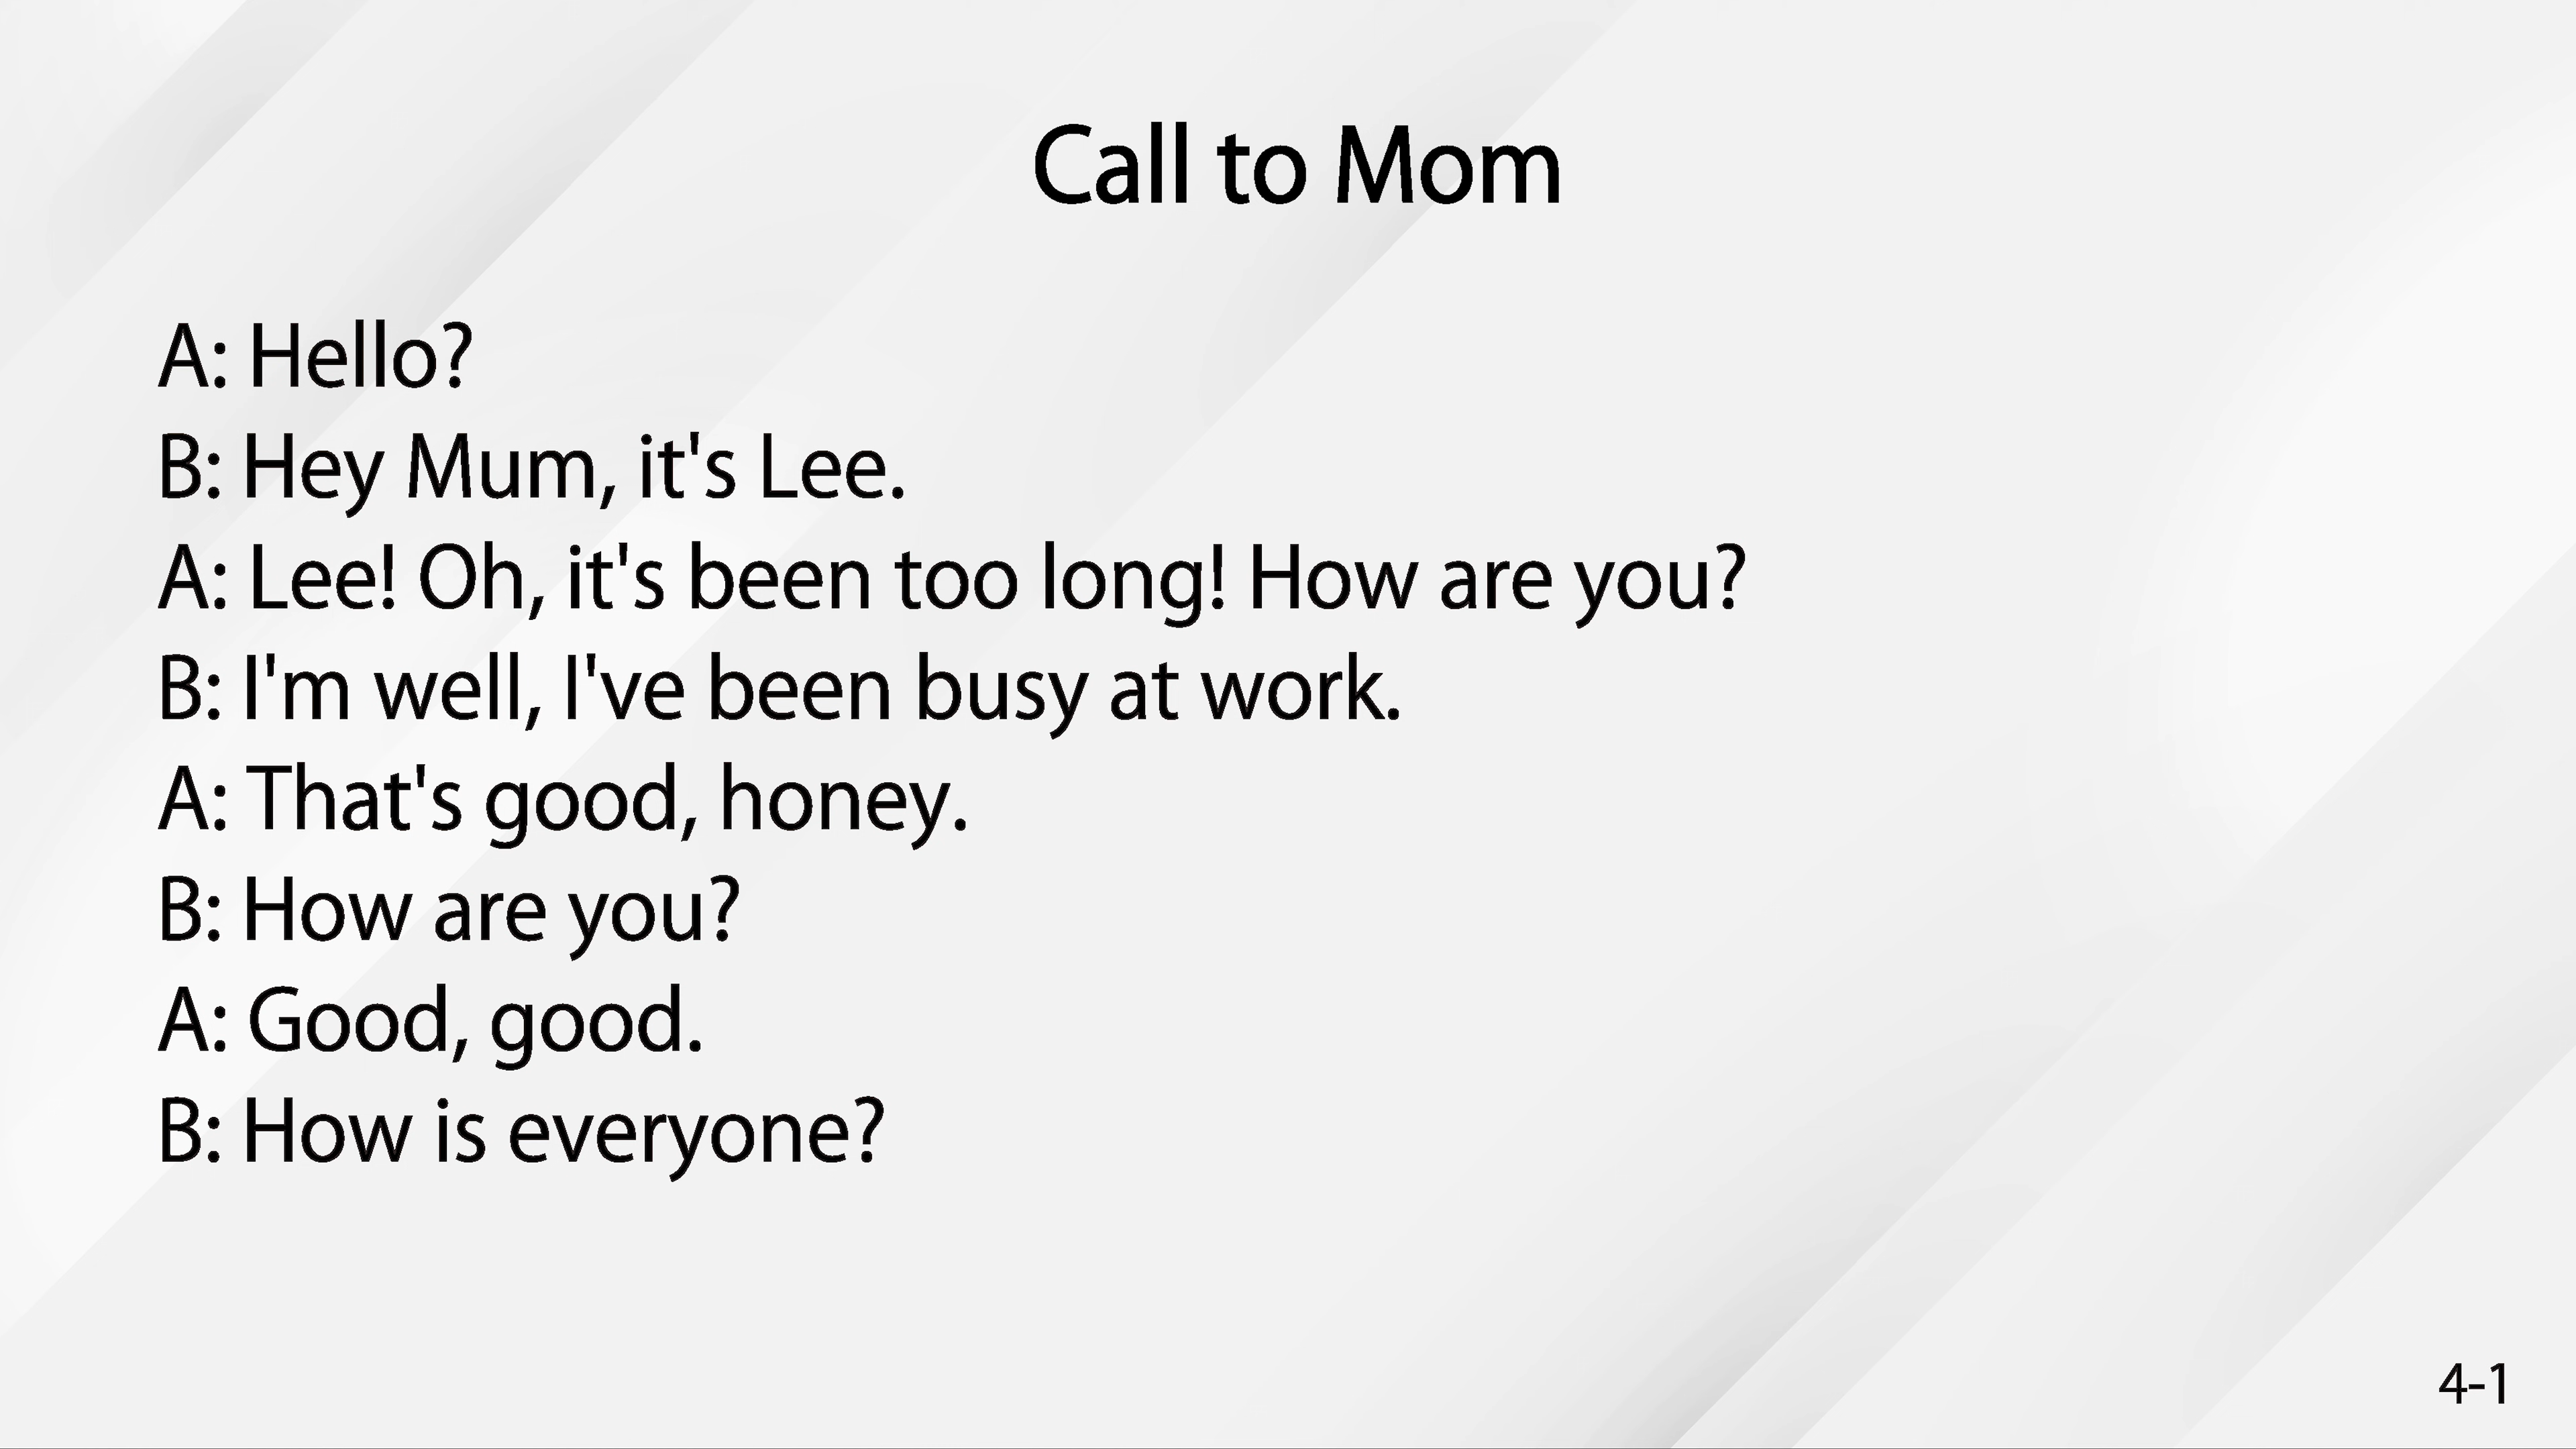 Call to Mom
A: Hello?
B: Hey Mum, it's Lee.
A: Lee! Oh, it's been too long! How are you?
B: I'm well, I've been busy at work.
A: That's good, honey.
B: How are you?
A: Good, good.
B: How is everyone?
4-1